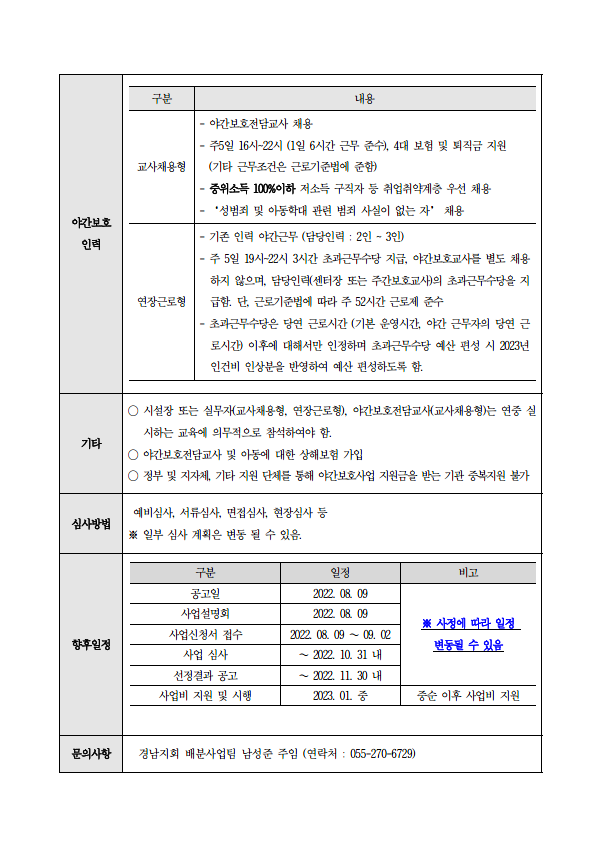 야간보호
인력
구분 내용
교사채용형
- 야간보호전담교사 채용
- 주5일 16시~22시 (1일 6시간 근무 준수), 4대 보험 및 퇴직금 지원
(기타 근무조건은 근로기준법에 준함)
- 중위소득 100%이하 저소득 구직자 등 취업취약계층 우선 채용
- ‘성범죄 및 아동학대 관련 범죄 사실이 없는 자’ 채용
연장근로형
- 기존 인력 야간근무 (담당인력 : 2인 ~ 3인)
- 주 5일 19시~22시 3시간 초과근무수당 지급, 야간보호교사를 별도 채용
하지 않으며, 담당인력(센터장 또는 주간보호교사)의 초과근무수당을 지
급함. 단, 근로기준법에 따라 주 52시간 근로제 준수
- 초과근무수당은 당연 근로시간 (기본 운영시간, 야간 근무자의 당연 근
로시간) 이후에 대해서만 인정하며 초과근무수당 예산 편성 시 2023년
인건비 인상분을 반영하여 예산 편성하도록 함.
기타
○ 시설장 또는 실무자(교사채용형, 연장근로형), 야간보호전담교사(교사채용형)는 연중 실
시하는 교육에 의무적으로 참석하여야 함.
○ 야간보호전담교사 및 아동에 대한 상해보험 가입
○ 정부 및 지자체, 기타 지원 단체를 통해 야간보호사업 지원금을 받는 기관 중복지원 불가
심사방법
예비심사, 서류심사, 면접심사, 현장심사 등
※ 일부 심사 계획은 변동 될 수 있음.
향후일정
구분 일정 비고
공고일 2022. 08. 09
사업설명회 2022. 08. 09
사업신청서 접수 2022. 08. 09 ~ 09. 02
사업 심사 ~ 2022. 10. 31 내
선정결과 공고 ~ 2022. 11. 30 내
※ 사정에 따라 일정
변동될 수 있음
사업비 지원 및 시행 2023. 01. 중 중순 이후 사업비 지원
문의사항 경남지회 배분사업팀 남성준 주임 (연락처 : 055-270-6729)